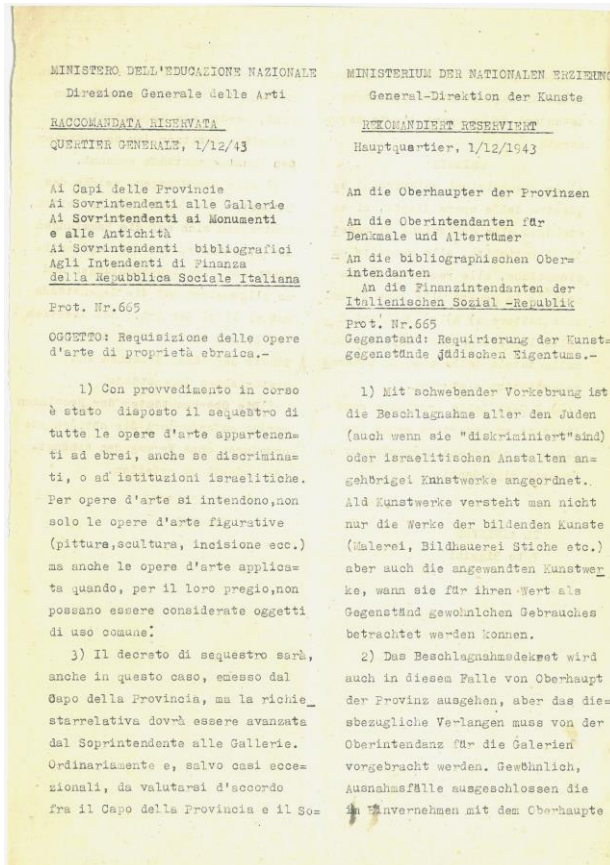 MINISTERO DELL'EDUCAZIONE NAZIONALE
Direzione Generale delle Arti
RACCOMANDATA RISERVATA
QUERTIER GENERALE, 1/12/43
Ai Capi delle Provincie
Ai Sovrintendenti alle Gallerie
Ai Sovrintendenti ai Monumenti
e alle Antichità
Ai Sovrintendenti bibliografici
Agli Intendenti di Finanza
della Repubblica Sociale Italiana
Prot. Nr.665
OGGETTO: Requisizione delle opere
d'arte di proprietà ebraica.-
1) Con provvedimento in corso
è stato disposto il sequestro di
tutte le opere d'arte appartenen=
ti ad ebrei, anche se discrimina=
ti, o ad istituzioni israelitiche.
Per opere d'arte si intendono,non
solo le opere d'arte figurative
(pittura,scultura, incisione ecc.)
ma anche le opere d'arte applica=
ta quando, per il loro pregio,non
possano essere considerate oggetti
di uso comune.
3) Il decreto di sequestro sarà,
anche in questo caso, emesso dal
Capo della Provincia, ma la richie_
starrelativa dovrà essere avanzata
dal Soprintendente alle Gallerie.
Ordinariamente e, salvo casi ecce=
zionali, da valutarsi d'accordo
fra il Capo della Provincia e il So=
MINISTERIUM DER NATIONALEN ERZIEHUNG
General-Direktion der Kunste
REKOMANDIERT RESERVIERT
Hauptquartier, 1/12/1943
An die Oberhaupter der Provinzen
An die Oberintendanten für
Denkmale und Altertümer
An die bibliographischen Ober=
intendanten
An die Finanzintendanten der
Italienischen Sozial -Republik
Prot. Nr.665
Gegenstand: Requirierung der Kunst=
gegenstände jüdischen Eigentums.-
1) Mit schwebender Vorkebrung ist
die Beschlagnahme aller den Juden
(auch wenn sie "diskriminiert"sind)
oder israelitischen Anstalten an=
gehörigei Kunstwerke angeordnet.
Ald Kunstwerke versteht man nicht
nur die Werke der bildenden Kunste
(Malerei, Bildhauerei Stiche etc.)
aber auch die angewandten Kunstwer_
ke, wann sie für ihren Wert als
Gegenständ gewohnlchen Gebrauches
betrachtet werden konnen.
2) Das Beschlagnahmsdekret wird
auch in diesem Falle von Oberhaupt
der Provinz ausgehen, aber das die=
sbezugliche Verlangen muss von der
Oberintendanz für die Galerien
vorgebracht werden. Gewöhnlich,
Ausnahmsfälle ausgeschlossen die
in Einvernehmen mit dem Oberhaupte